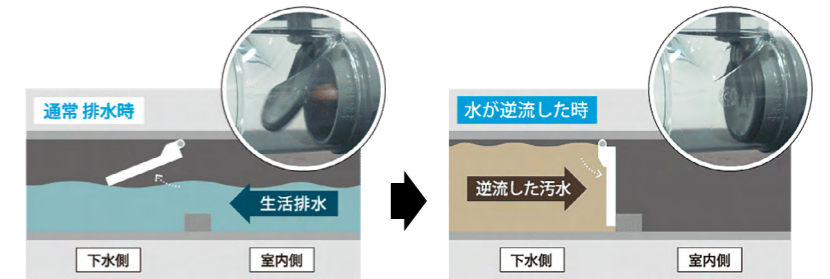 通常 排水時
生活排水
下水側
室内側
水が逆流した時
逆流した汚水
下水側
室内側